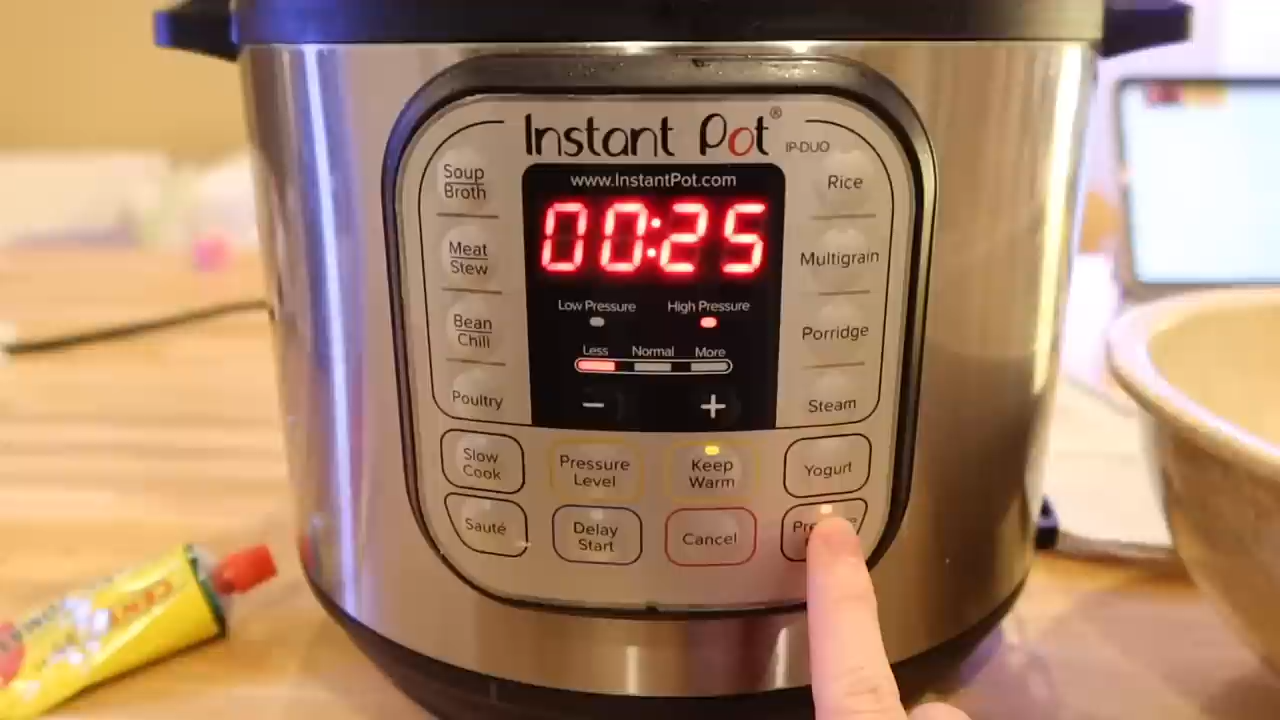 Instant Pot®
IP-DUO
www.InstantPot.com
00:25
Low Pressure
High Pressure
Less
Normal
More
−
+
Soup
Broth
Meat
Stew
Bean
Chili
Poultry
Rice
Multigrain
Porridge
Steam
Slow
Cook
Pressure
Level
Keep
Warm
Yogurt
Sauté
Delay
Start
Cancel